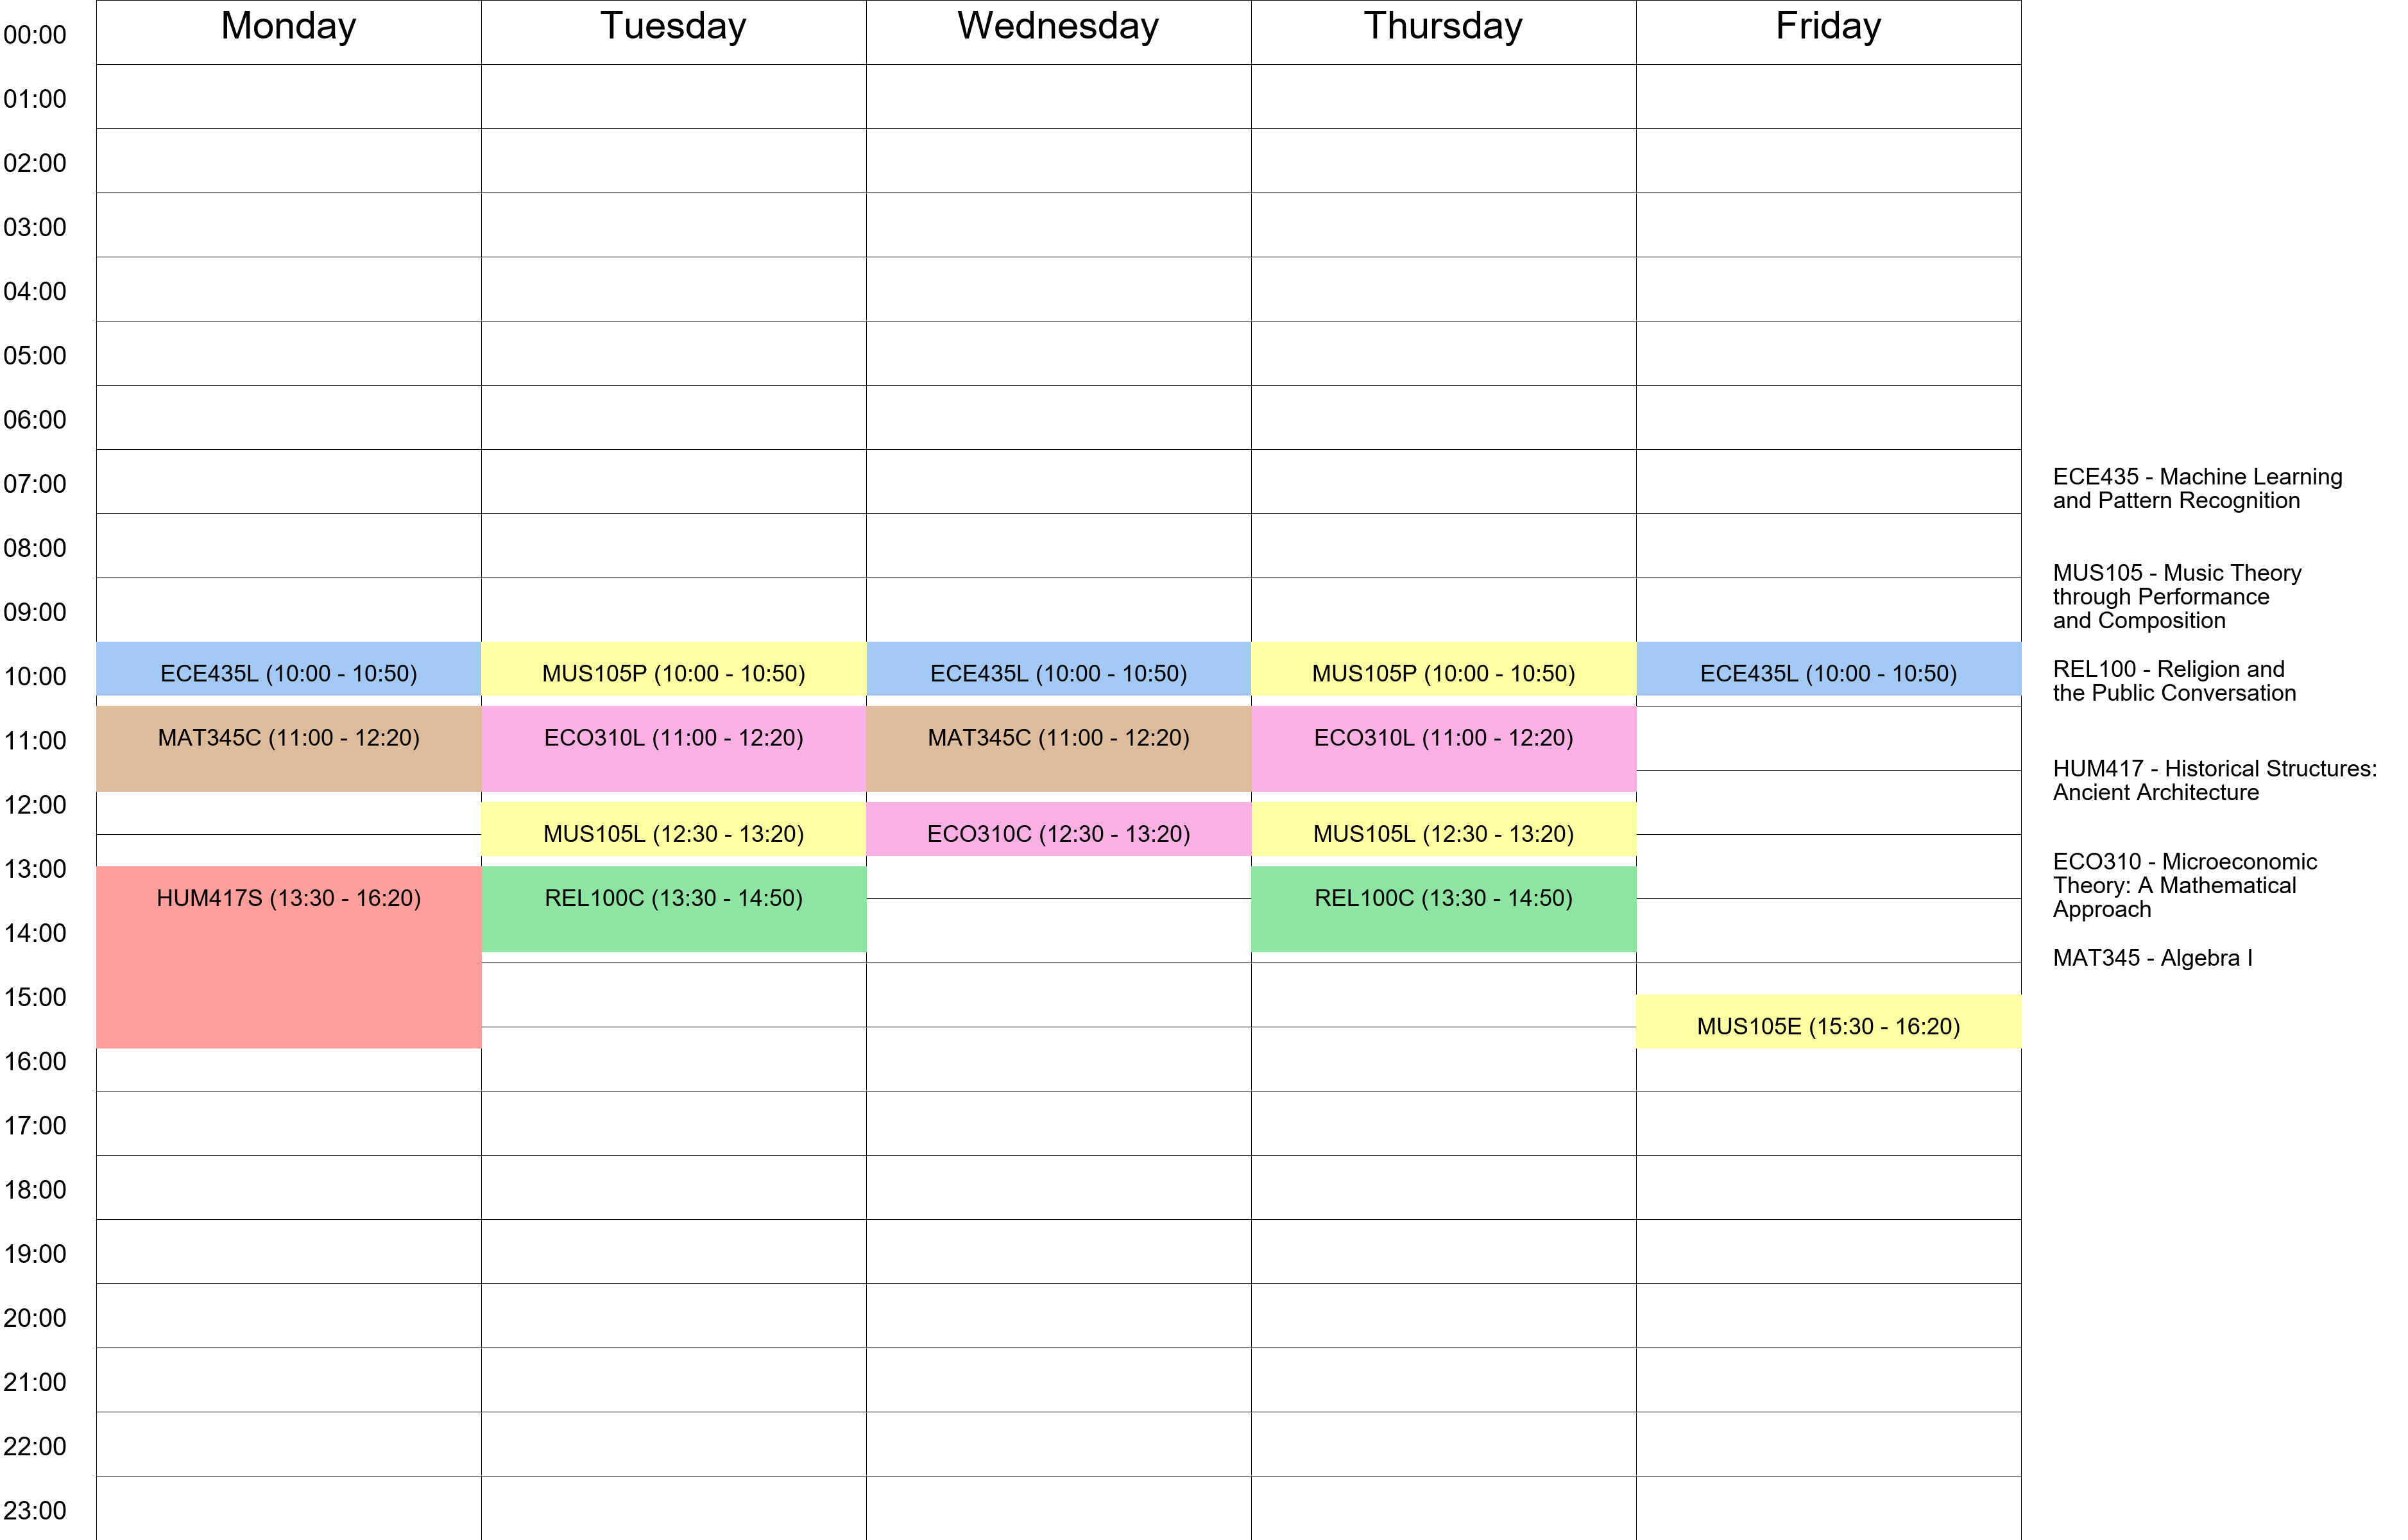 Monday Tuesday Wednesday Thursday Friday
00:00
01:00
02:00
03:00
04:00
05:00
06:00
07:00
08:00
09:00
10:00 ECE435L (10:00 - 10:50) MUS105P (10:00 - 10:50) ECE435L (10:00 - 10:50) MUS105P (10:00 - 10:50) ECE435L (10:00 - 10:50)
11:00 MAT345C (11:00 - 12:20) ECO310L (11:00 - 12:20) MAT345C (11:00 - 12:20) ECO310L (11:00 - 12:20)
12:00
MUS105L (12:30 - 13:20) ECO310C (12:30 - 13:20) MUS105L (12:30 - 13:20)
13:00
HUM417S (13:30 - 16:20) REL100C (13:30 - 14:50) REL100C (13:30 - 14:50)
14:00
15:00
MUS105E (15:30 - 16:20)
16:00
17:00
18:00
19:00
20:00
21:00
22:00
23:00
ECE435 - Machine Learning
and Pattern Recognition
MUS105 - Music Theory
through Performance
and Composition
REL100 - Religion and
the Public Conversation
HUM417 - Historical Structures:
Ancient Architecture
ECO310 - Microeconomic
Theory: A Mathematical
Approach
MAT345 - Algebra I